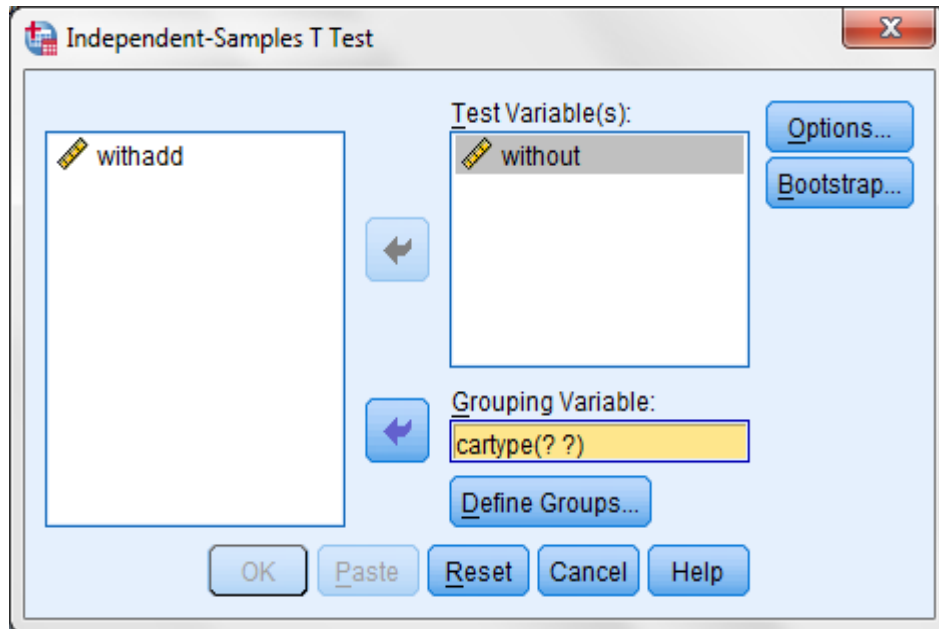 Independent-Samples T Test
Test Variable(s):
withadd
without
Options...
Bootstrap...
Grouping Variable:
cartype(? ?)
Define Groups...
OK Paste Reset Cancel Help